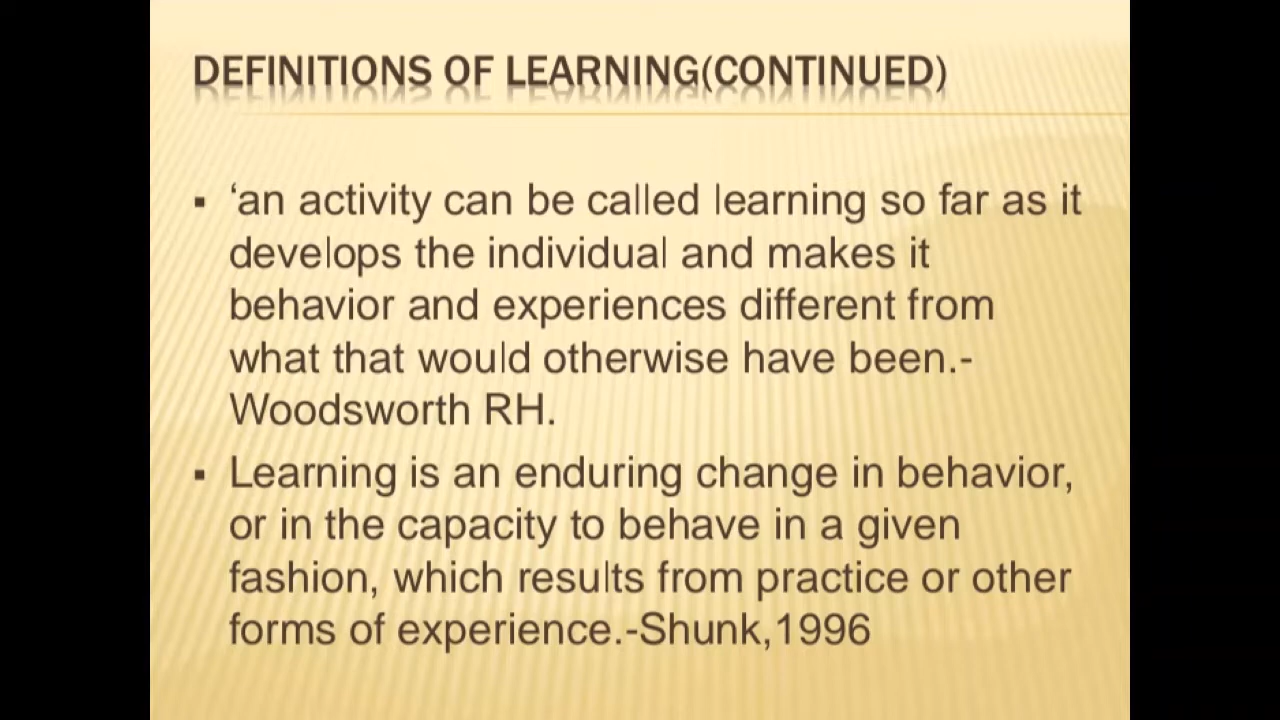 DEFINITIONS OF LEARNING(CONTINUED)
▪ ‘an activity can be called learning so far as it
develops the individual and makes it
behavior and experiences different from
what that would otherwise have been.-
Woodsworth RH.
▪ Learning is an enduring change in behavior,
or in the capacity to behave in a given
fashion, which results from practice or other
forms of experience.-Shunk,1996